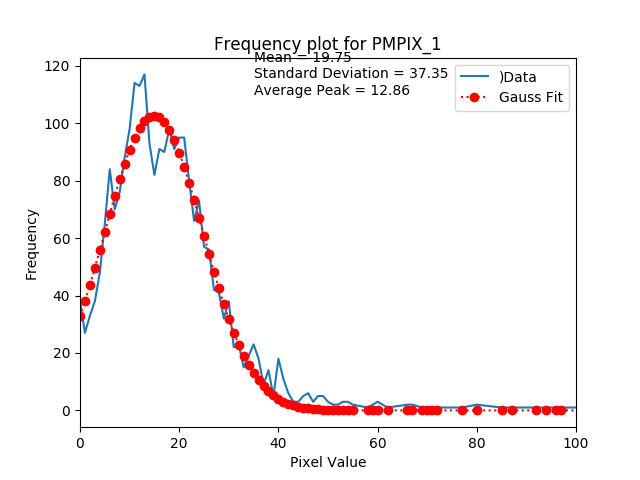 Frequency plot for PMPIX_1
Mean = 19.75
Standard Deviation = 37.35
Average Peak = 12.86
)Data
Gauss Fit
120
100
80
60
40
20
0
Frequency
0 20 40 60 80 100
Pixel Value